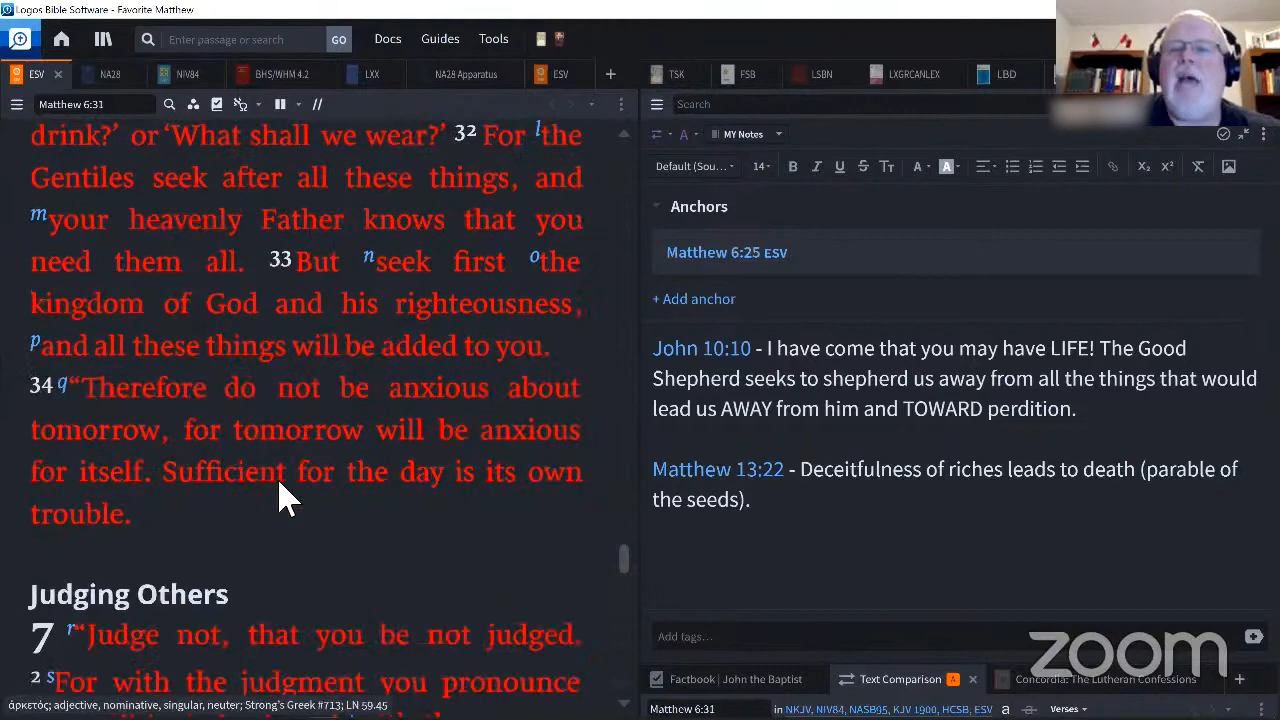 Logos Bible Software - Favorite Matthew
Enter passage or search
GO
Docs
Guides
Tools
ESV
NA28
NIV84
BHS/WHM 4.2
LXX
NA28 Apparatus
ESV
Matthew 6:31
drink?’ or ‘What shall we wear?’ 32 For l the
Gentiles seek after all these things, and
m your heavenly Father knows that you
need them all. 33 But n seek first o the
kingdom of God and his righteousness,
p and all these things will be added to you.
34 q “Therefore do not be anxious about
tomorrow, for tomorrow will be anxious
for itself. Sufficient for the day is its own
trouble.
Judging Others
7 r “Judge not, that you be not judged.
2 s For with the judgment you pronounce
ἀρκετός; adjective, nominative, singular, neuter; Strong's Greek #713; LN 59.45
TSK
FSB
LSBN
LXGRCANLEX
LBD
Search
MY Notes
Default (Sou...
14
Anchors
Matthew 6:25 ESV
+ Add anchor
John 10:10 - I have come that you may have LIFE! The Good
Shepherd seeks to shepherd us away from all the things that would
lead us AWAY from him and TOWARD perdition.
Matthew 13:22 - Deceitfulness of riches leads to death (parable of
the seeds).
Add tags...
zoom
Factbook | John the Baptist
Text Comparison
A
Concordia: The Lutheran Confessions
Matthew 6:31
in NKJV, NIV84, NASB95, KJV 1900, HCSB, ESV
Verses